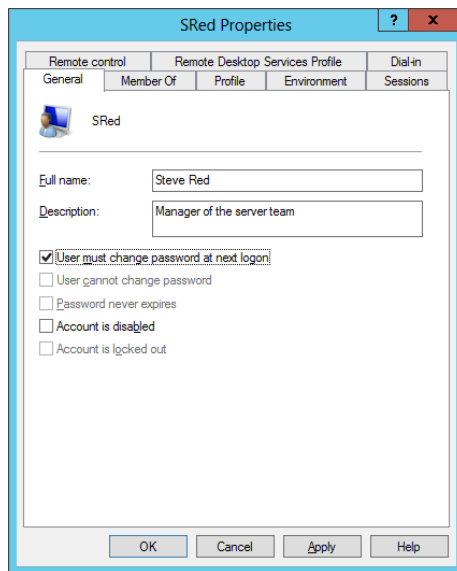 SRed Properties
? x
Remote control Remote Desktop Services Profile Dial-in
General Member Of Profile Environment Sessions
SRed
Full name: Steve Red
Description: Manager of the server team
User must change password at next logon
User cannot change password
Password never expires
Account is disabled
Account is locked out
OK Cancel Apply Help